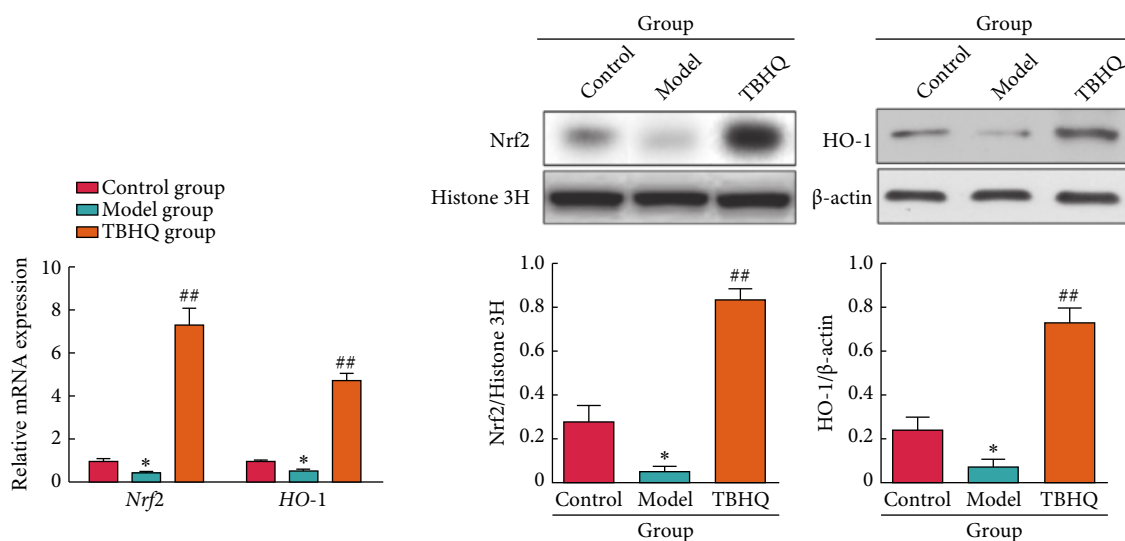 Control group
Model group
TBHQ group
Relative mRNA expression
10
8
6
4
2
0
##
*
##
*
Nrf2
HO-1
Group
Control
Model
TBHQ
Nrf2
Histone 3H
Nrf2/Histone 3H
1.0
0.8
0.6
0.4
0.2
0
*
##
Control
Model
TBHQ
Group
Group
Control
Model
TBHQ
HO-1
β-actin
HO-1/β-actin
1.0
0.8
0.6
0.4
0.2
0
*
##
Control
Model
TBHQ
Group